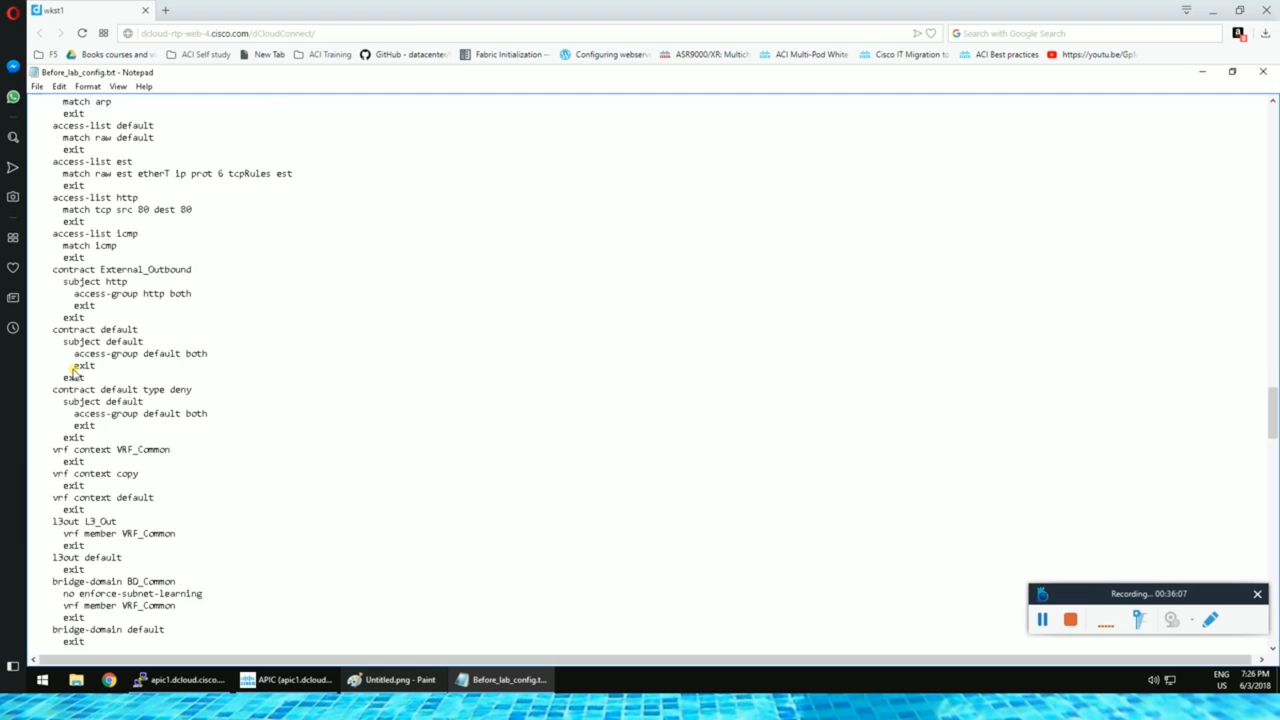 wkst1
dcloud-rtp-web-4.cisco.com/dCloudConnect/
Search with Google Search
F5
Books courses and
ACI Self study
New Tab
ACI Training
GitHub - datacenter/
Fabric Initialization –
Configuring webserv
ASR9000/XR: Multich
ACI Multi-Pod White
Cisco IT Migration to
ACI Best practices
https://youtu.be/Gp
Before_lab_config.txt - Notepad
File Edit Format View Help
match arp
exit
access-list default
match raw default
exit
access-list est
match raw est etherT ip prot 6 tcpRules est
exit
access-list http
match tcp src 80 dest 80
exit
access-list icmp
match icmp
exit
contract External_Outbound
subject http
access-group http both
exit
exit
contract default
subject default
access-group default both
exit
exit
contract default type deny
subject default
access-group default both
exit
exit
vrf context VRF_Common
exit
vrf context copy
exit
vrf context default
exit
l3out L3_Out
vrf member VRF_Common
exit
l3out default
exit
bridge-domain BD_Common
no enforce-subnet-learning
vrf member VRF_Common
exit
bridge-domain default
exit
Recording... 00:36:07
apic1.dcloud.cisco....
APIC (apic1.dcloud...
Untitled.png - Paint
Before_lab_config.t...
ENG
US
7:26 PM
6/3/2018